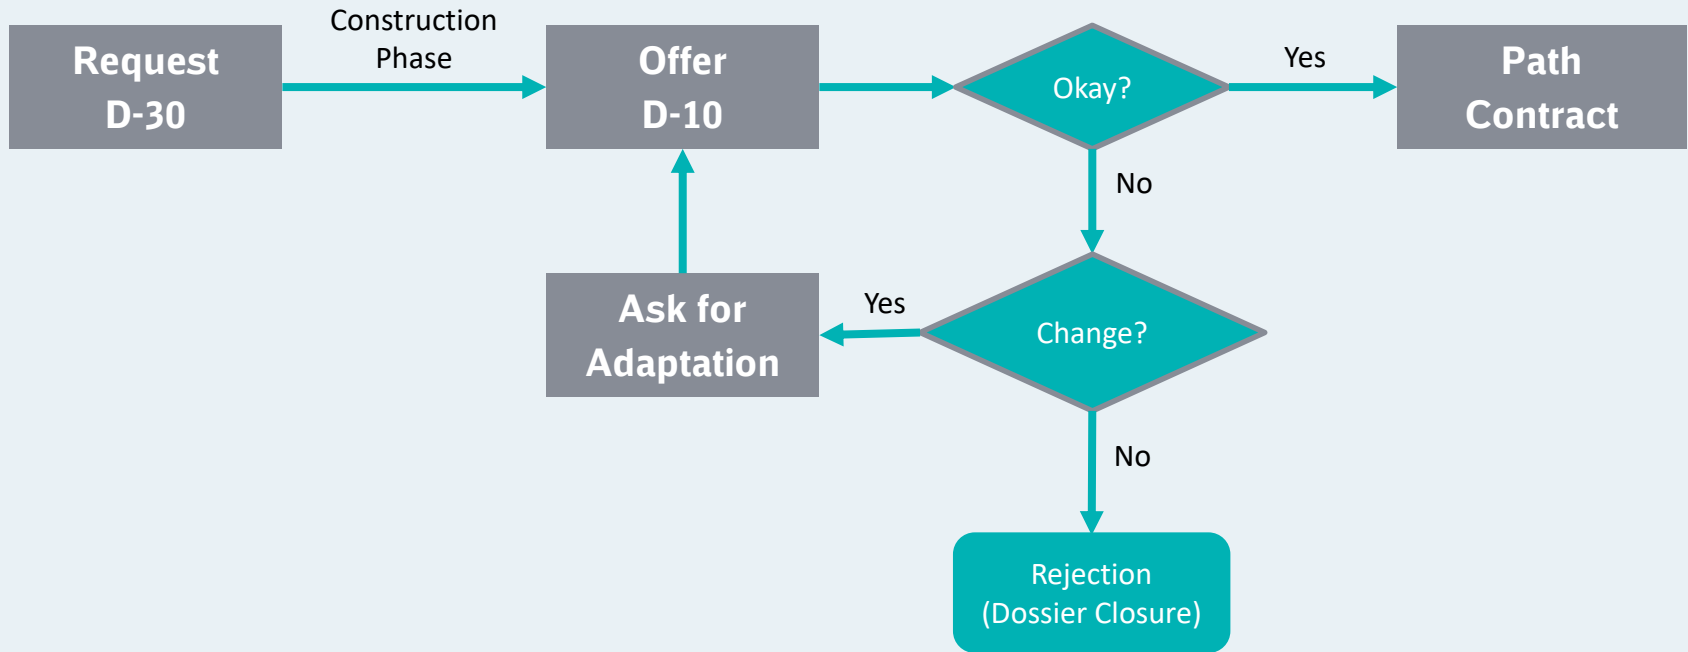 Request
D-30
Construction
Phase
Offer
D-10
Okay?
Yes
Path
Contract
No
Ask for
Adaptation
Yes
Change?
No
Rejection
(Dossier Closure)